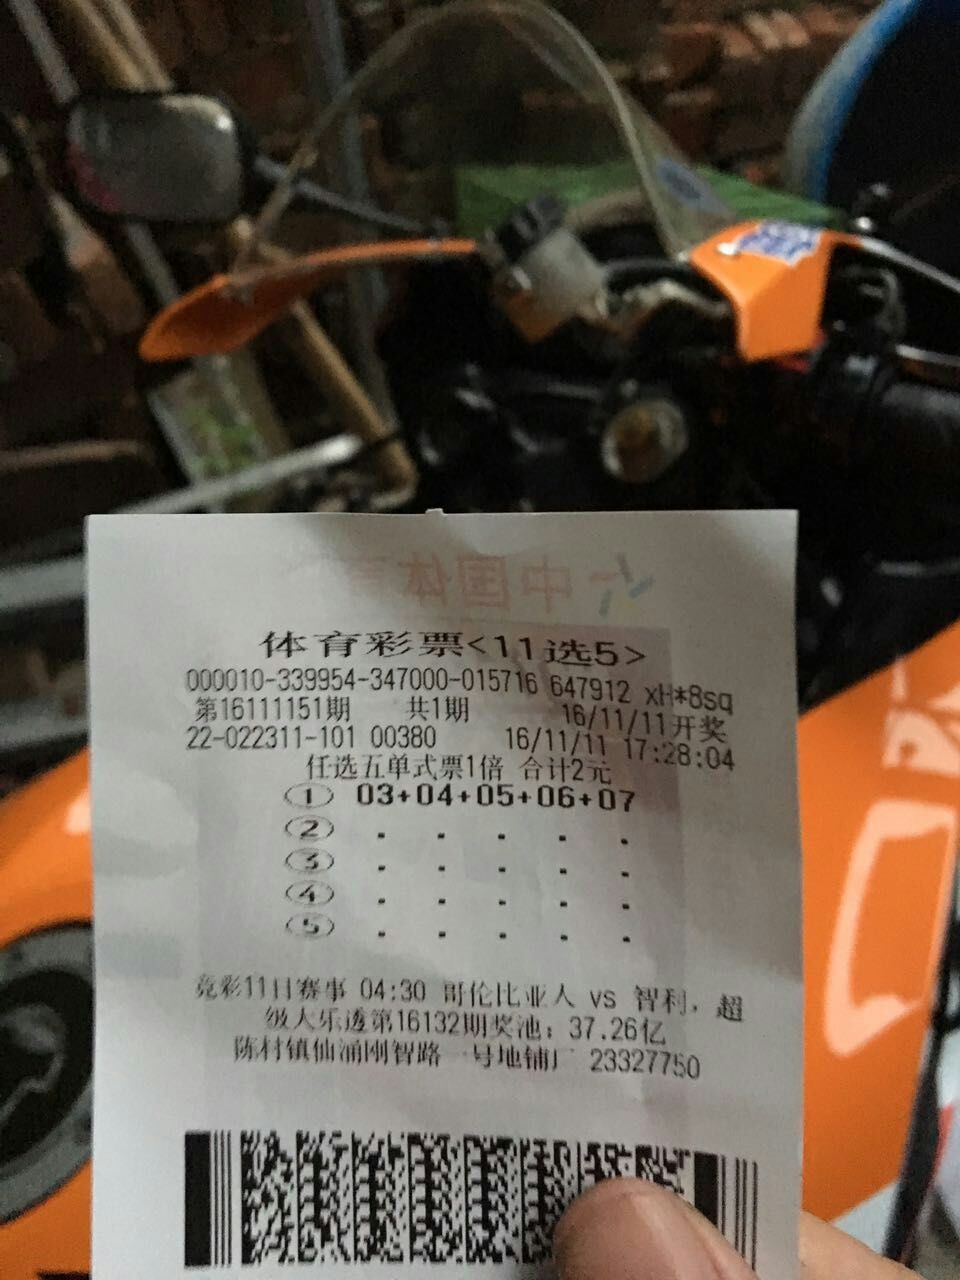 中国体
体育彩票<11选5>
000010-339954-347000-015716 647912 xH*8sq
第16111151期 共1期 16/11/11开奖
22-022311-101 00380 16/11/11 17:28:04
任选五单式票1倍 合计2元
① 03+04+05+06+07
② . . . . .
③ . . . . .
④ . . . . .
⑤ . . . . .
竞彩11日赛事 04:30 哥伦比亚人 vs 智利, 超
级大乐透第16132期奖池: 37.26亿
陈村镇仙涌刚智路一号地铺厂 23327750